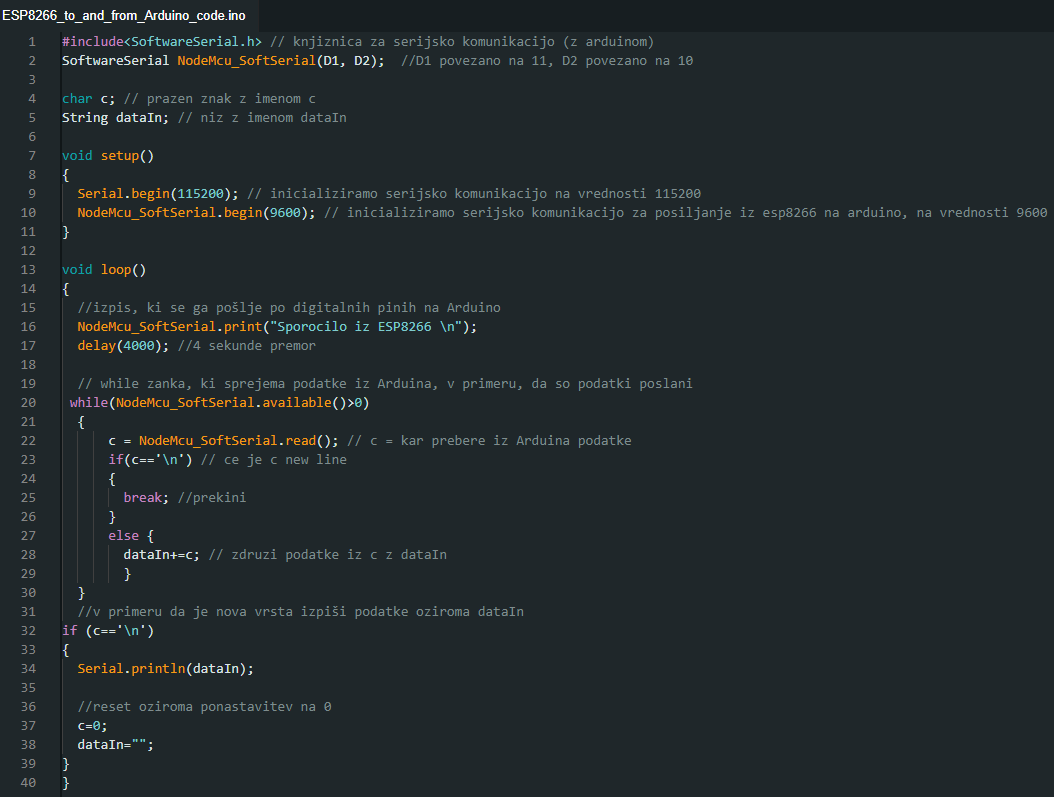 ESP8266_to_and_from_Arduino_code.ino
1 #include<SoftwareSerial.h> // knjiznica za serijsko komunikacijo (z arduinom)
2 SoftwareSerial NodeMcu_SoftSerial(D1, D2);  //D1 povezano na 11, D2 povezano na 10
3
4 char c; // prazen znak z imenom c
5 String dataIn; // niz z imenom dataIn
6
7 void setup()
8 {
9   Serial.begin(115200); // inicializiramo serijsko komunikacijo na vrednosti 115200
10   NodeMcu_SoftSerial.begin(9600); // inicializiramo serijsko komunikacijo za posiljanje iz esp8266 na arduino, na vrednosti 9600
11 }
12
13 void loop()
14 {
15   //izpis, ki se ga pošlje po digitalnih pinih na Arduino
16   NodeMcu_SoftSerial.print("Sporocilo iz ESP8266 \n");
17   delay(4000); //4 sekunde premor
18
19   // while zanka, ki sprejema podatke iz Arduina, v primeru, da so podatki poslani
20  while(NodeMcu_SoftSerial.available()>0)
21   {
22       c = NodeMcu_SoftSerial.read(); // c = kar prebere iz Arduina podatke
23       if(c=='\n') // ce je c new line
24       {
25         break; //prekini
26       }
27       else {
28         dataIn+=c; // zdruzi podatke iz c z dataIn
29         }
30   }
31   //v primeru da je nova vrsta izpiši podatke oziroma dataIn
32 if (c=='\n')
33 {
34   Serial.println(dataIn);
35
36   //reset oziroma ponastavitev na 0
37   c=0;
38   dataIn="";
39 }
40 }